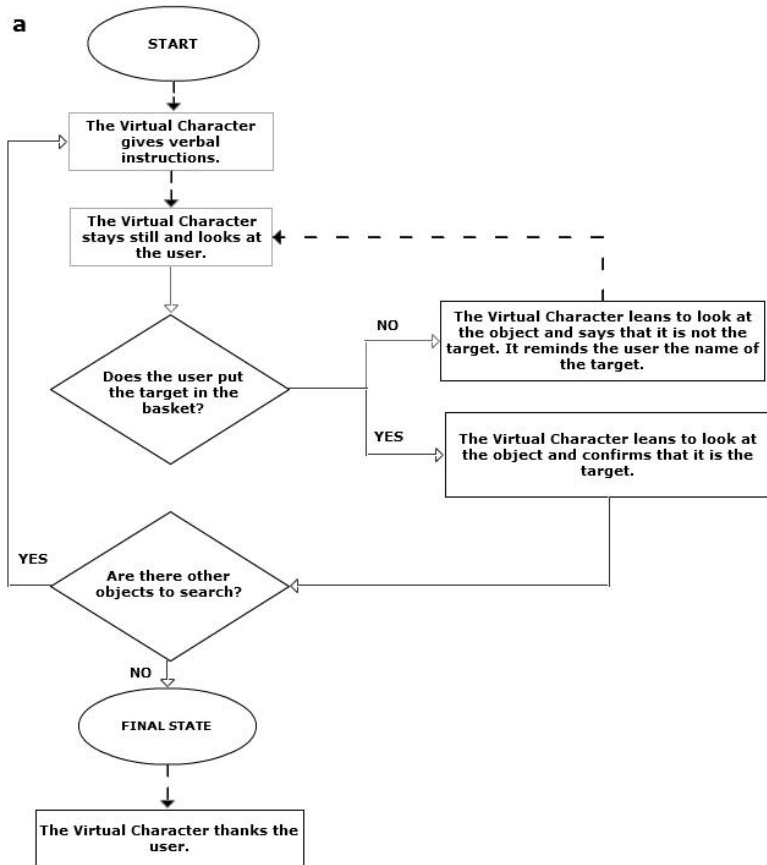 a
START
The Virtual Character
gives verbal
instructions.
The Virtual Character
stays still and looks at
the user.
Does the user put
the target in the
basket?
NO
The Virtual Character leans to look at
the object and says that it is not the
target. It reminds the user the name of
the target.
YES
The Virtual Character leans to look at
the object and confirms that it is the
target.
YES
Are there other
objects to search?
NO
FINAL STATE
The Virtual Character thanks the
user.